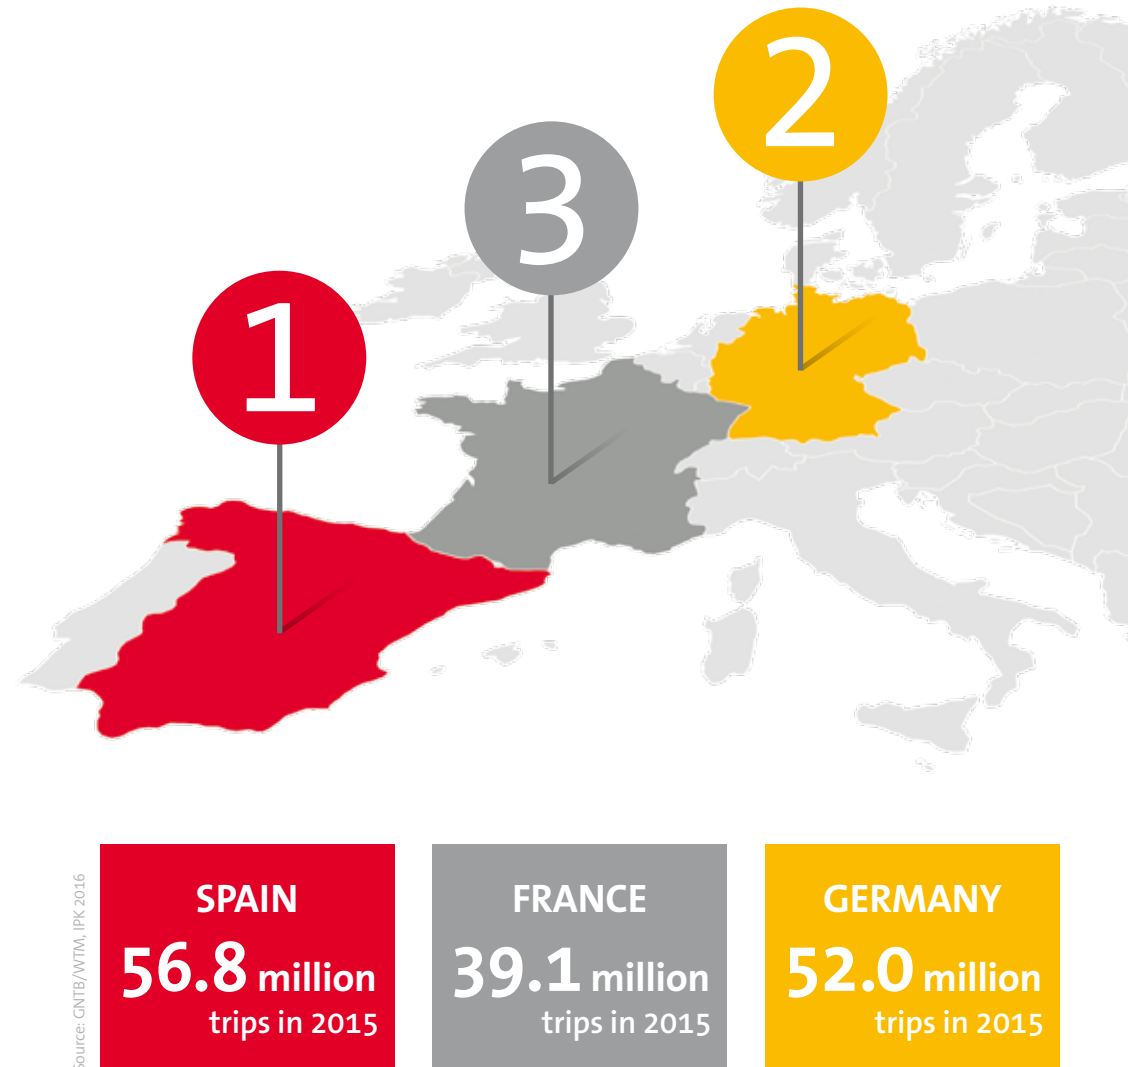 2
3
1
SPAIN
56.8 million
trips in 2015
FRANCE
39.1 million
trips in 2015
GERMANY
52.0 million
trips in 2015
Source: GNTB/WTM, IPK 2016